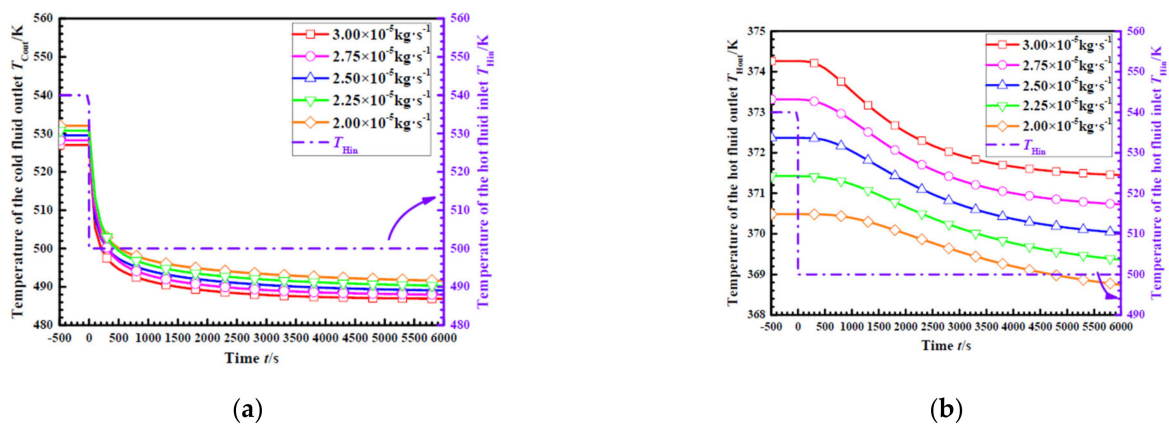 Temperature of the cold fluid outlet T_Cout/K
560
550
540
530
520
510
500
490
480
3.00×10⁻⁵kg·s⁻¹
2.75×10⁻⁵kg·s⁻¹
2.50×10⁻⁵kg·s⁻¹
2.25×10⁻⁵kg·s⁻¹
2.00×10⁻⁵kg·s⁻¹
T_Hin
560
550
540
530
520
510
500
490
480
Temperature of the hot fluid inlet T_Hin/K
-500 0 500 1000 1500 2000 2500 3000 3500 4000 4500 5000 5500 6000
Time t/s
(a)
Temperature of the hot fluid outlet T_Hout/K
375
374
373
372
371
370
369
368
3.00×10⁻⁵kg·s⁻¹
2.75×10⁻⁵kg·s⁻¹
2.50×10⁻⁵kg·s⁻¹
2.25×10⁻⁵kg·s⁻¹
2.00×10⁻⁵kg·s⁻¹
T_Hin
560
550
540
530
520
510
500
490
Temperature of the hot fluid inlet T_Hin/K
-500 0 500 1000 1500 2000 2500 3000 3500 4000 4500 5000 5500 6000
Time t/s
(b)